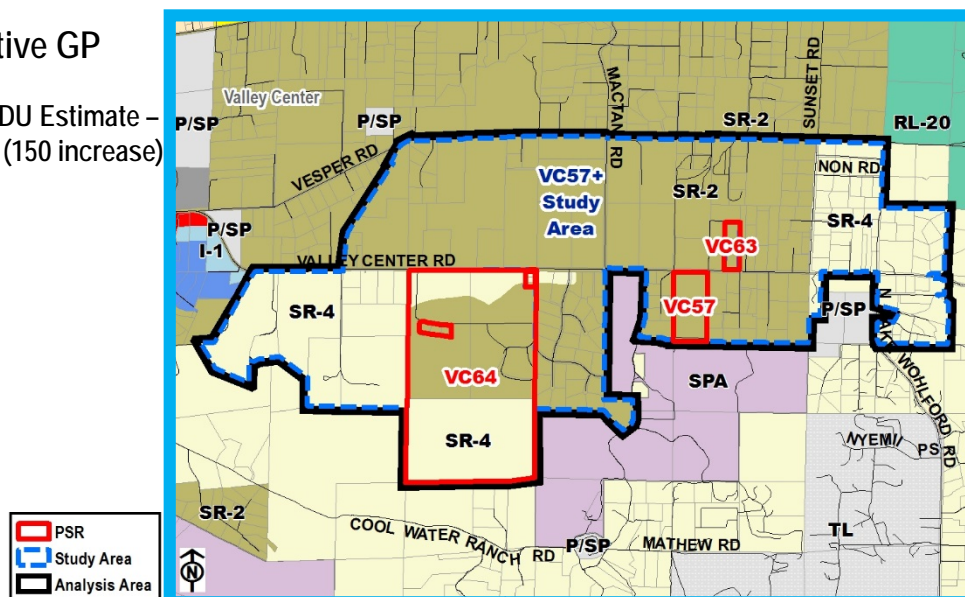 tive GP
DU Estimate –
(150 increase)
Valley Center
P/SP
P/SP
VESPER RD
MACTAN RD
SR-2
SUNSET RD
RL-20
NON RD
VC57+
Study
Area
SR-2
SR-4
P/SP
I-1
VC63
VALLEY CENTER RD
SR-4
VC57
P/SP
VC64
SPA
N LAKE WOHLFORD RD
SR-4
NYEMII PS
SR-2
COOL WATER RANCH RD
P/SP
MATHEW RD
TL
PSR
Study Area
Analysis Area
N